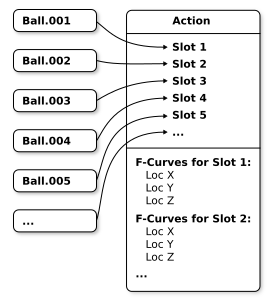 Ball.001
Ball.002
Ball.003
Ball.004
Ball.005
...
Action
Slot 1
Slot 2
Slot 3
Slot 4
Slot 5
...
F-Curves for Slot 1:
Loc X
Loc Y
Loc Z
F-Curves for Slot 2:
Loc X
Loc Y
Loc Z
...